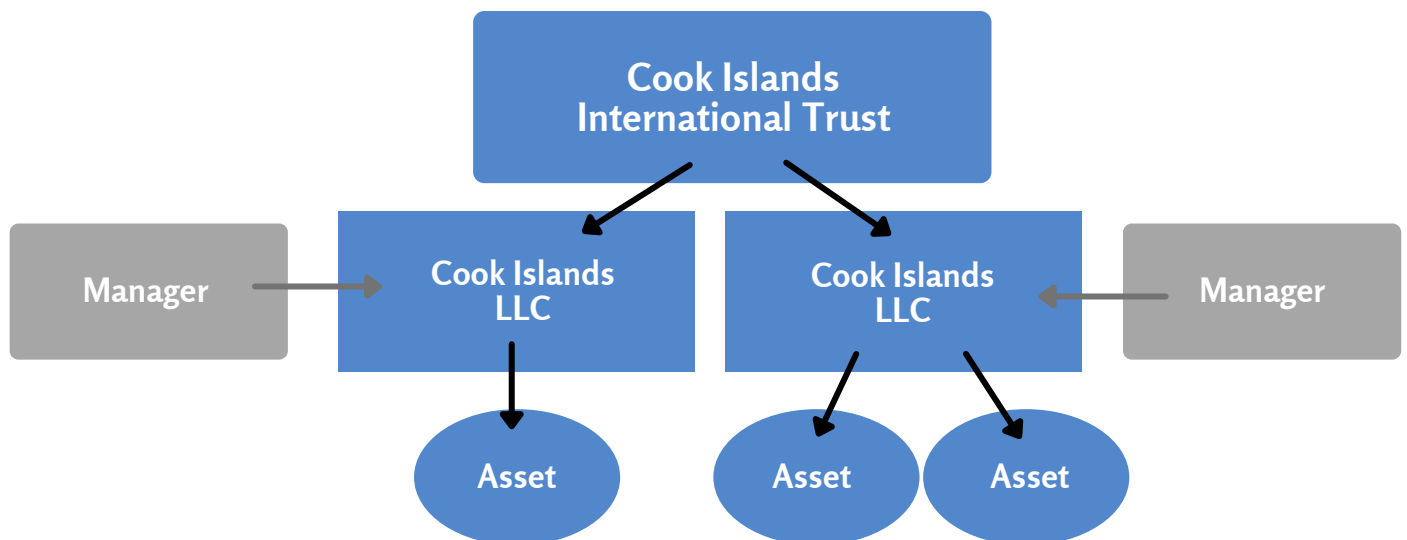 Cook Islands
International Trust
Manager
Cook Islands
LLC
Cook Islands
LLC
Manager
Asset
Asset
Asset